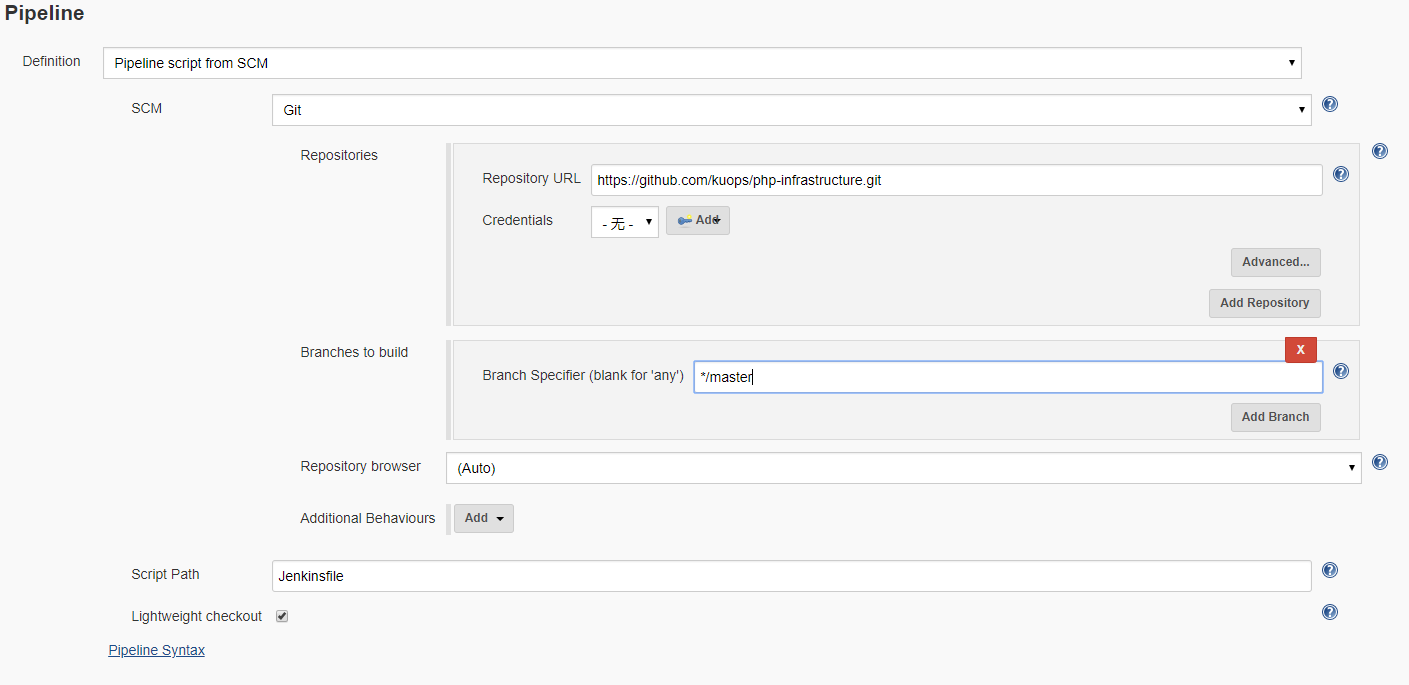 Pipeline
Definition
Pipeline script from SCM
SCM
Git
Repositories
Repository URL
https://github.com/kuops/php-infrastructure.git
Credentials
- 无 -
Add
Advanced...
Add Repository
Branches to build
X
Branch Specifier (blank for 'any')
*/master
Add Branch
Repository browser
(Auto)
Additional Behaviours
Add
Script Path
Jenkinsfile
Lightweight checkout
Pipeline Syntax